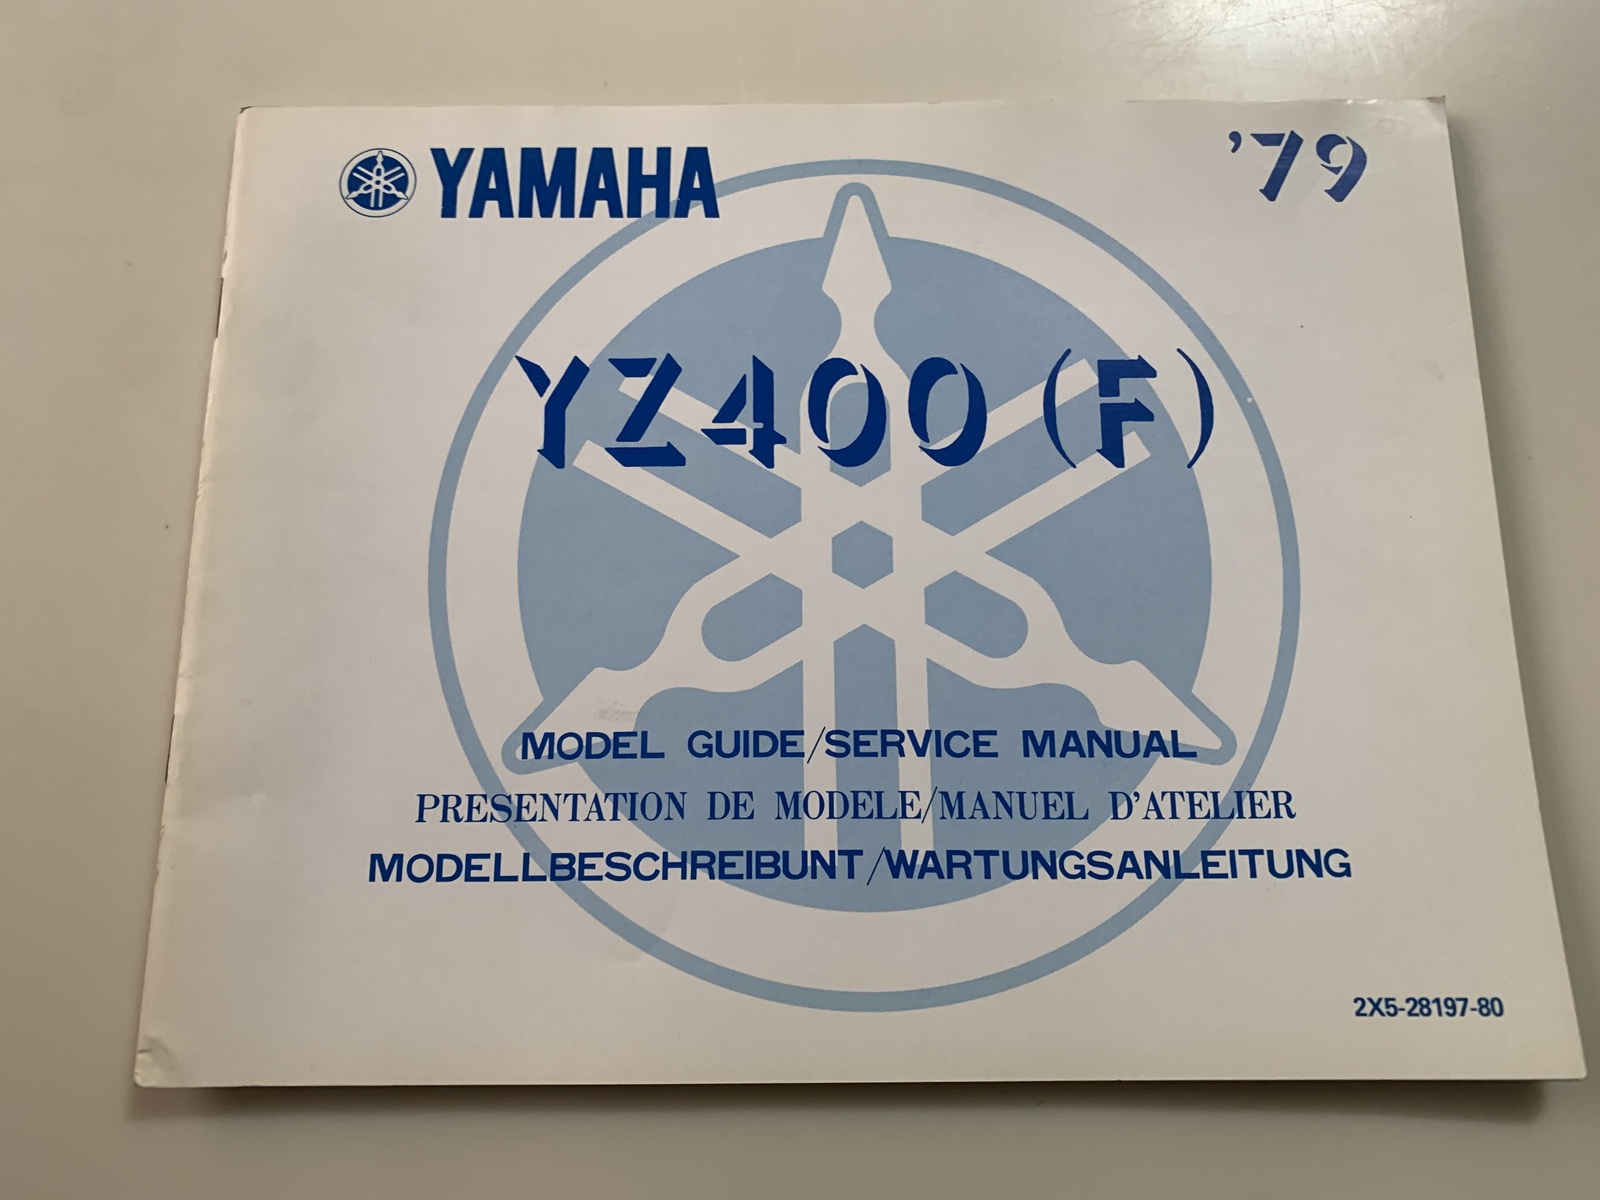 YAMAHA
'79
YZ400 (F)
MODEL GUIDE/SERVICE MANUAL
PRESENTATION DE MODELE/MANUEL D'ATELIER
MODELLBESCHREIBUNT/WARTUNGSANLEITUNG
2X5-28197-80